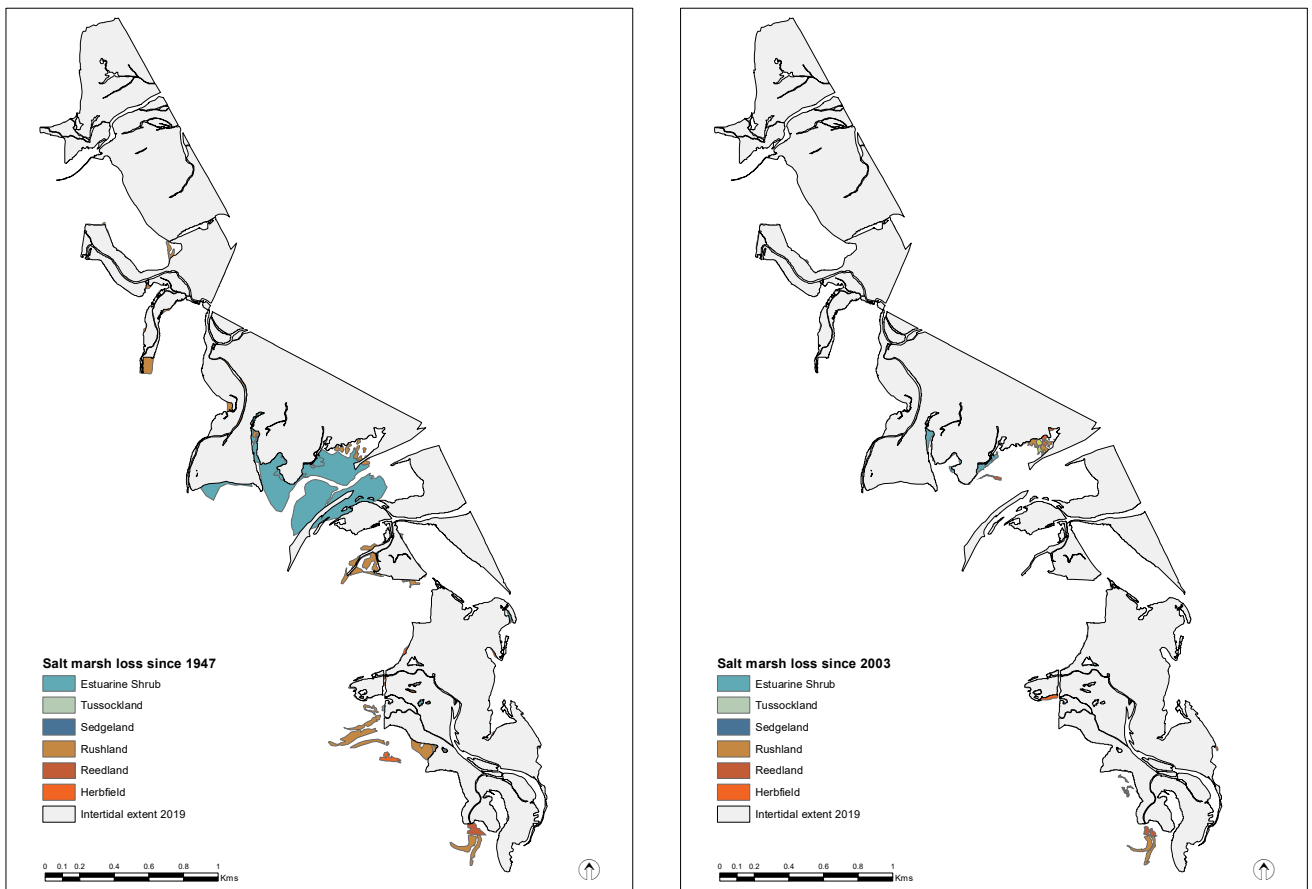 Salt marsh loss since 1947
Estuarine Shrub
Tussockland
Sedgeland
Rushland
Reedland
Herbfield
Intertidal extent 2019
0 0.1 0.2 0.4 0.6 0.8 1
Kms
Salt marsh loss since 2003
Estuarine Shrub
Tussockland
Sedgeland
Rushland
Reedland
Herbfield
Intertidal extent 2019
0 0.1 0.2 0.4 0.6 0.8 1
Kms